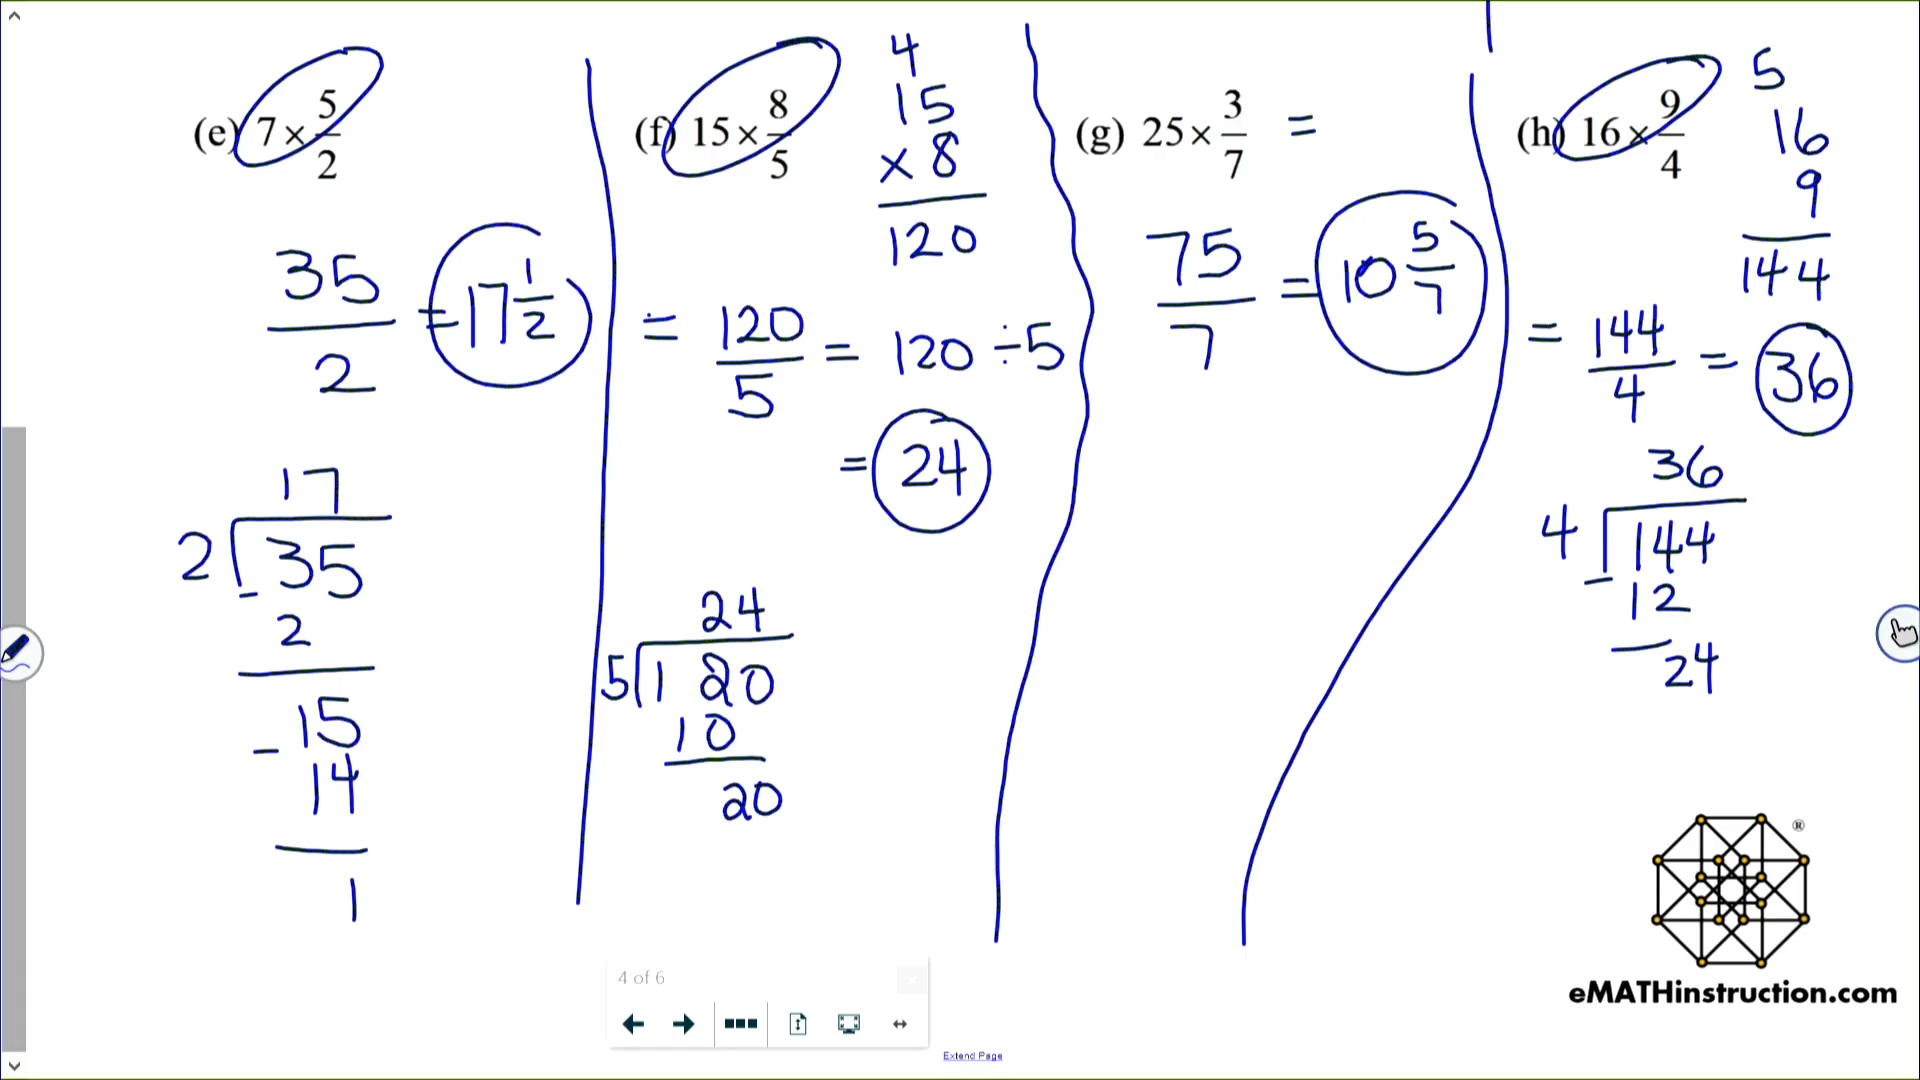 (e) 7 × 5/2
35/2 = 17 1/2
17
2 35
- 2
- 15
14
1
(f) 15 × 8/5
4
15
× 8
120
= 120/5 = 120 ÷ 5
= 24
24
5 120
10
20
(g) 25 × 3/7 =
75/7 = 10 5/7
(h) 16 × 9/4
5
16
9
144
= 144/4 = 36
36
4 144
- 12
24
®
eMATHinstruction.com
4 of 6
Extend Page